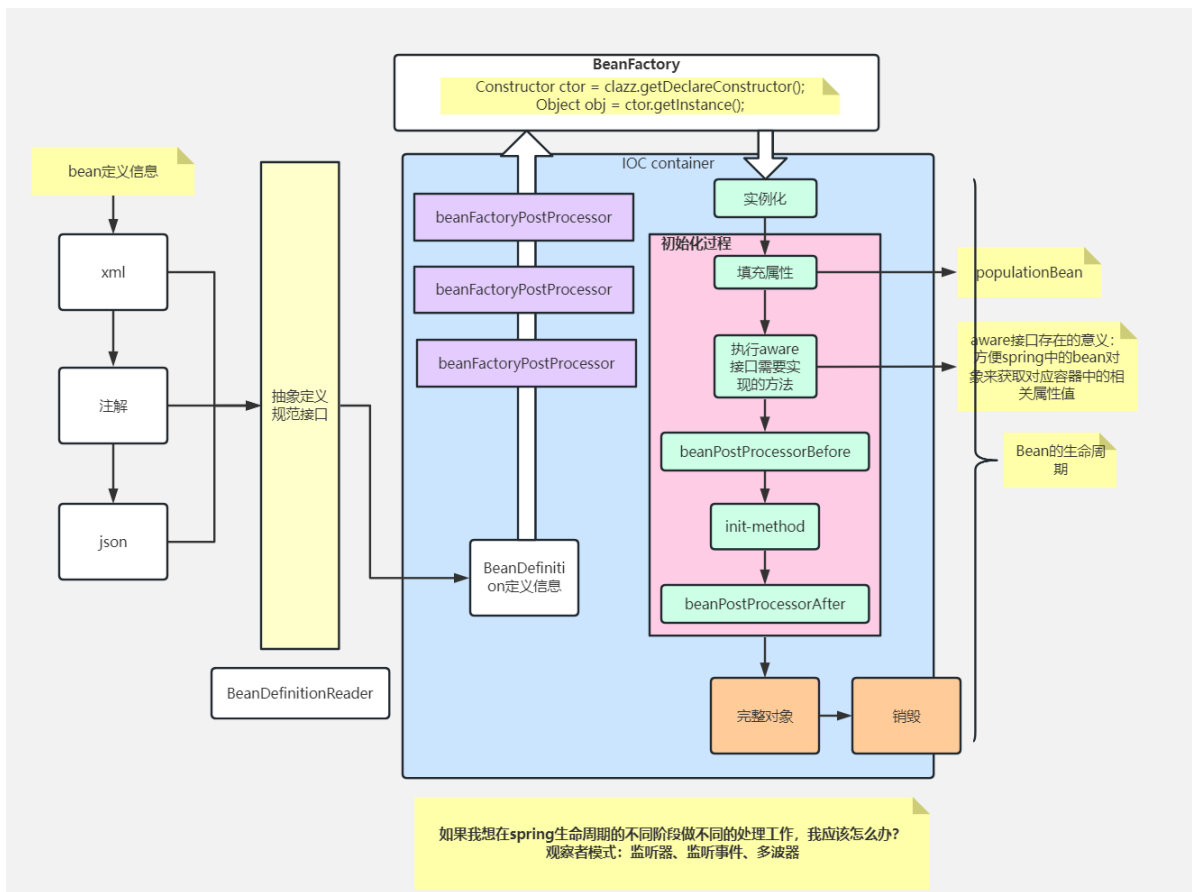 BeanFactory
Constructor ctor = clazz.getDeclareConstructor();
Object obj = ctor.getInstance();
bean定义信息
xml
注解
json
抽象定义
规范接口
BeanDefinitionReader
IOC container
beanFactoryPostProcessor
beanFactoryPostProcessor
beanFactoryPostProcessor
BeanDefiniti
on定义信息
实例化
初始化过程
填充属性
执行aware
接口需要实
现的方法
beanPostProcessorBefore
init-method
beanPostProcessorAfter
完整对象
销毁
populationBean
aware接口存在的意义：
方便spring中的bean对
象来获取对应容器中的相
关属性值
Bean的生命周
期
如果我想在spring生命周期的不同阶段做不同的处理工作，我应该怎么办？
观察者模式：监听器、监听事件、多波器